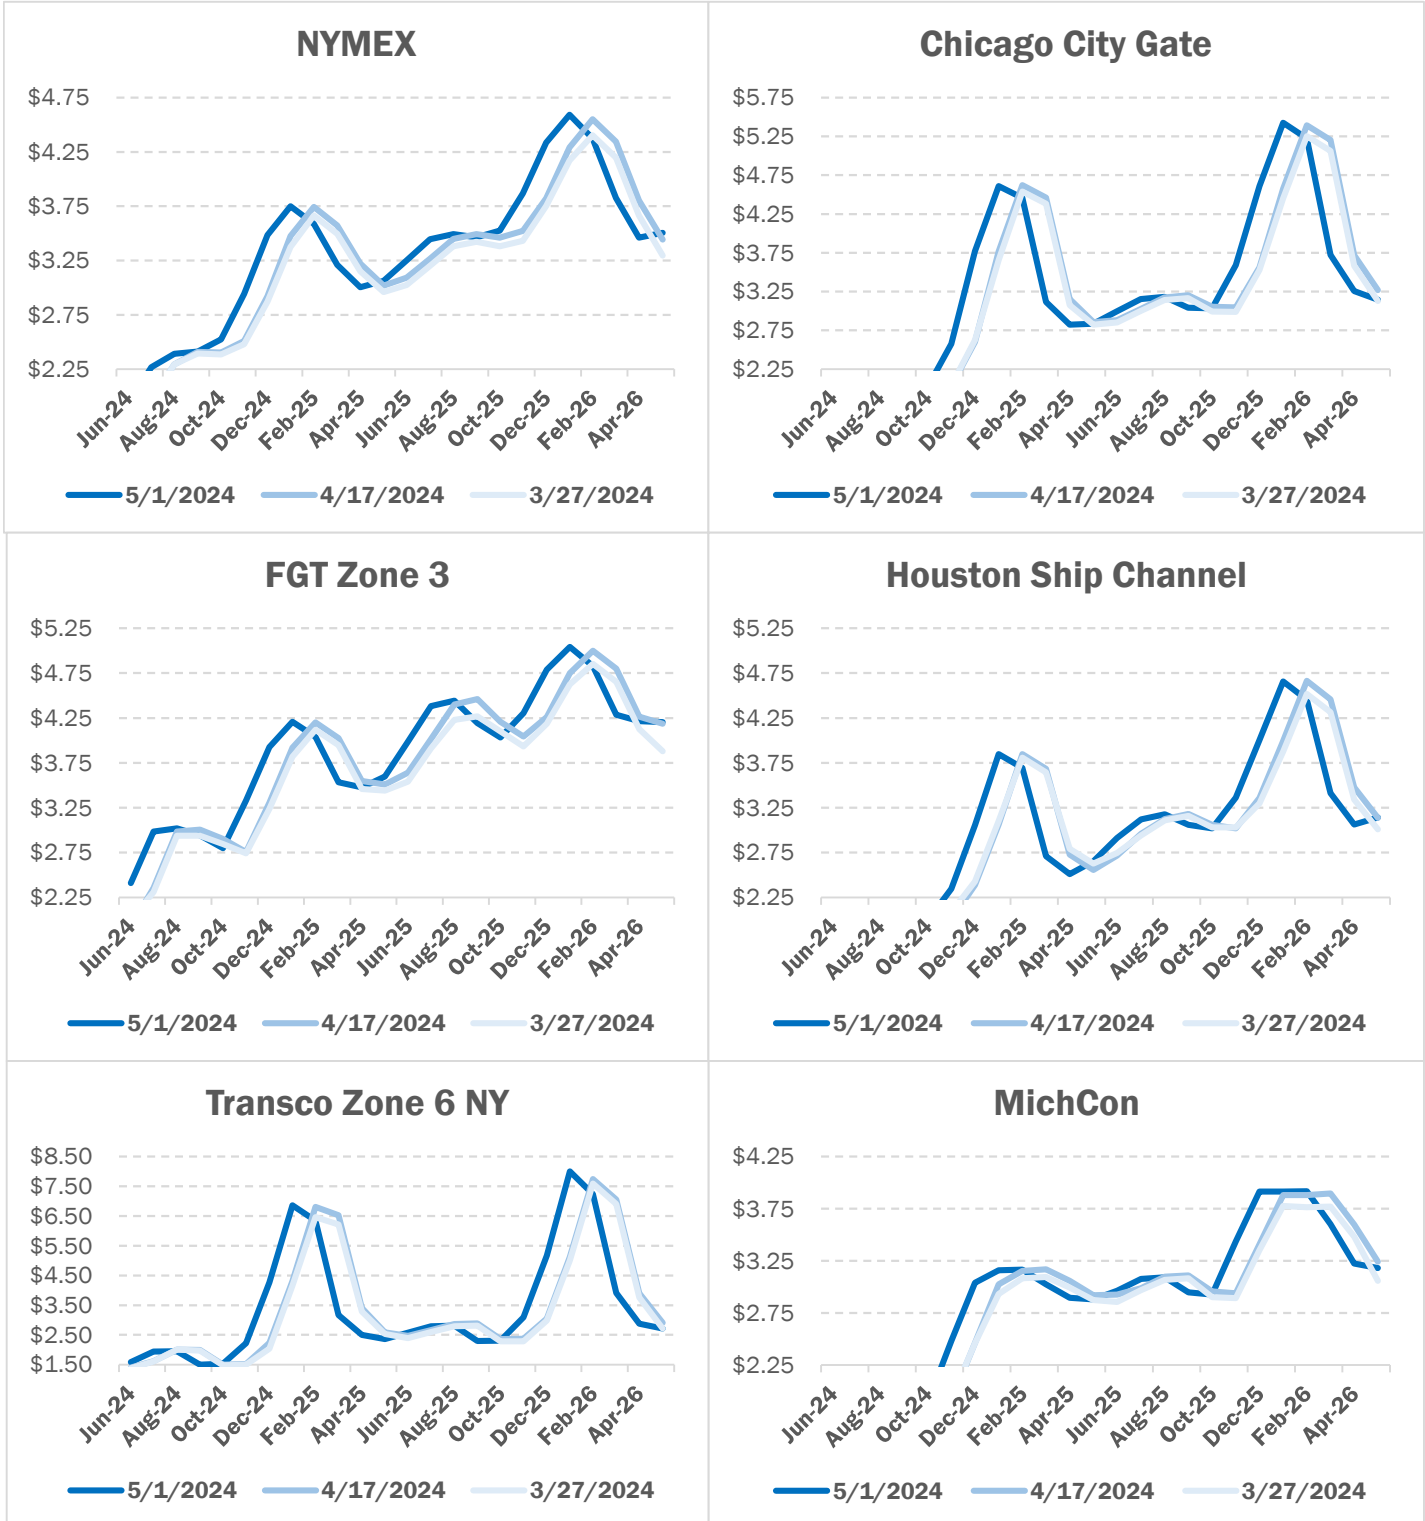 NYMEX
$4.75
$4.25
$3.75
$3.25
$2.75
$2.25
Jun-24 Aug-24 Oct-24 Dec-24 Feb-25 Apr-25 Jun-25 Aug-25 Oct-25 Dec-25 Feb-26 Apr-26
5/1/2024 4/17/2024 3/27/2024
Chicago City Gate
$5.75
$5.25
$4.75
$4.25
$3.75
$3.25
$2.75
$2.25
Jun-24 Aug-24 Oct-24 Dec-24 Feb-25 Apr-25 Jun-25 Aug-25 Oct-25 Dec-25 Feb-26 Apr-26
5/1/2024 4/17/2024 3/27/2024
FGT Zone 3
$5.25
$4.75
$4.25
$3.75
$3.25
$2.75
$2.25
Jun-24 Aug-24 Oct-24 Dec-24 Feb-25 Apr-25 Jun-25 Aug-25 Oct-25 Dec-25 Feb-26 Apr-26
5/1/2024 4/17/2024 3/27/2024
Houston Ship Channel
$5.25
$4.75
$4.25
$3.75
$3.25
$2.75
$2.25
Jun-24 Aug-24 Oct-24 Dec-24 Feb-25 Apr-25 Jun-25 Aug-25 Oct-25 Dec-25 Feb-26 Apr-26
5/1/2024 4/17/2024 3/27/2024
Transco Zone 6 NY
$8.50
$7.50
$6.50
$5.50
$4.50
$3.50
$2.50
$1.50
Jun-24 Aug-24 Oct-24 Dec-24 Feb-25 Apr-25 Jun-25 Aug-25 Oct-25 Dec-25 Feb-26 Apr-26
5/1/2024 4/17/2024 3/27/2024
MichCon
$4.25
$3.75
$3.25
$2.75
$2.25
Jun-24 Aug-24 Oct-24 Dec-24 Feb-25 Apr-25 Jun-25 Aug-25 Oct-25 Dec-25 Feb-26 Apr-26
5/1/2024 4/17/2024 3/27/2024